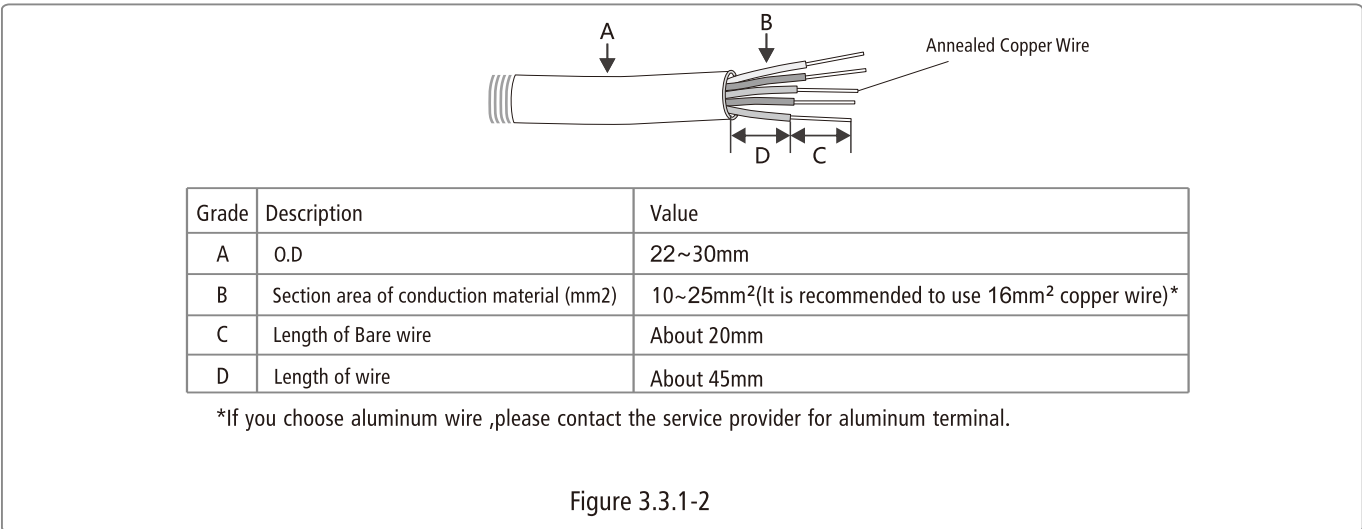 A
B
Annealed Copper Wire
D
C
Grade Description Value
A O.D 22~30mm
B Section area of conduction material (mm2) 10~25mm²(It is recommended to use 16mm² copper wire)*
C Length of Bare wire About 20mm
D Length of wire About 45mm
*If you choose aluminum wire ,please contact the service provider for aluminum terminal.
Figure 3.3.1-2